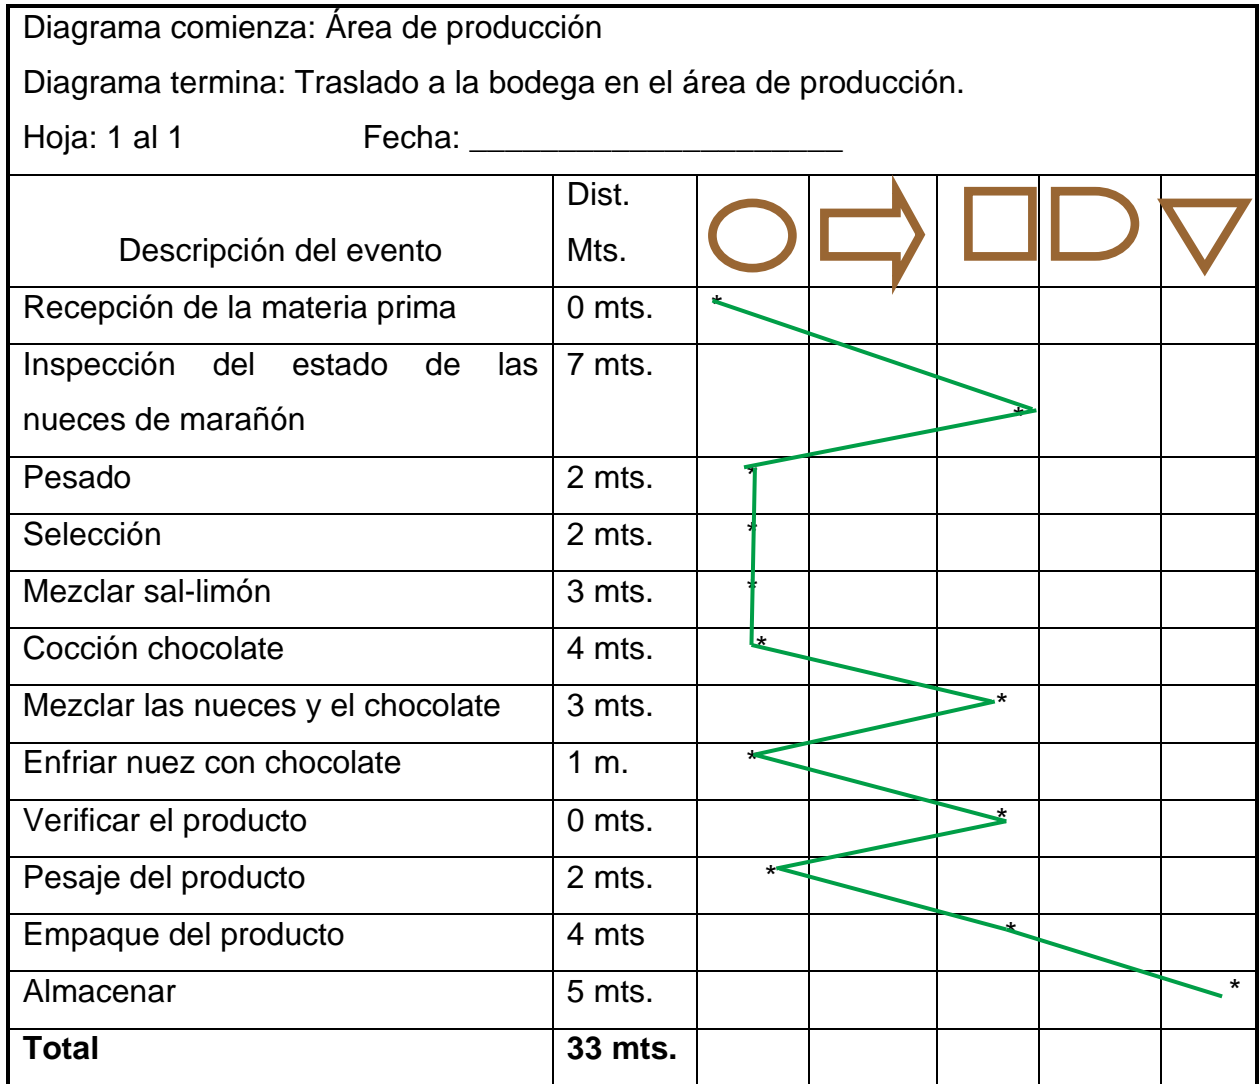 Diagrama comienza: Área de producción
Diagrama termina: Traslado a la bodega en el área de producción.
Hoja: 1 al 1 Fecha: _____________________
Descripción del evento Dist. Mts.
Recepción de la materia prima 0 mts. *
Inspección del estado de las 7 mts.
nueces de marañón *
Pesado 2 mts. *
Selección 2 mts. *
Mezclar sal-limón 3 mts. *
Cocción chocolate 4 mts. *
Mezclar las nueces y el chocolate 3 mts. *
Enfriar nuez con chocolate 1 m. *
Verificar el producto 0 mts. *
Pesaje del producto 2 mts. *
Empaque del producto 4 mts *
Almacenar 5 mts. *
Total 33 mts.